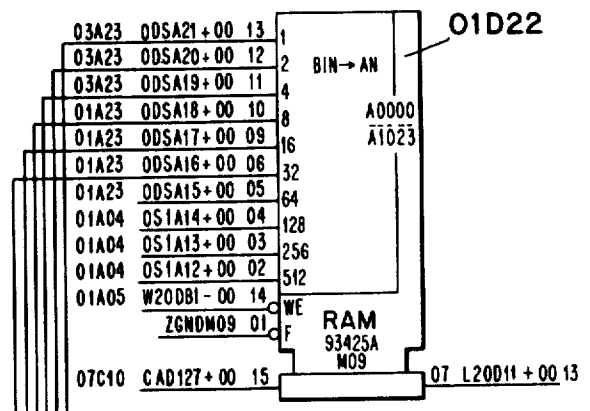 01D22
03A23 0DSA21+00 13 1
03A23 0DSA20+00 12 2 BIN→AN
03A23 0DSA19+00 11 4
01A23 0DSA18+00 10 8 A0000
01A23 0DSA17+00 09 16 A1023
01A23 0DSA16+00 06 32
01A23 0DSA15+00 05 64
01A04 0S1A14+00 04 128
01A04 0S1A13+00 03 256
01A04 0S1A12+00 02 512
01A05 W20DB1-00 14 WE
ZGNDM09 01 F
RAM
93425A
M09
07C10 CAD127+00 15 07 L20D11+00 13